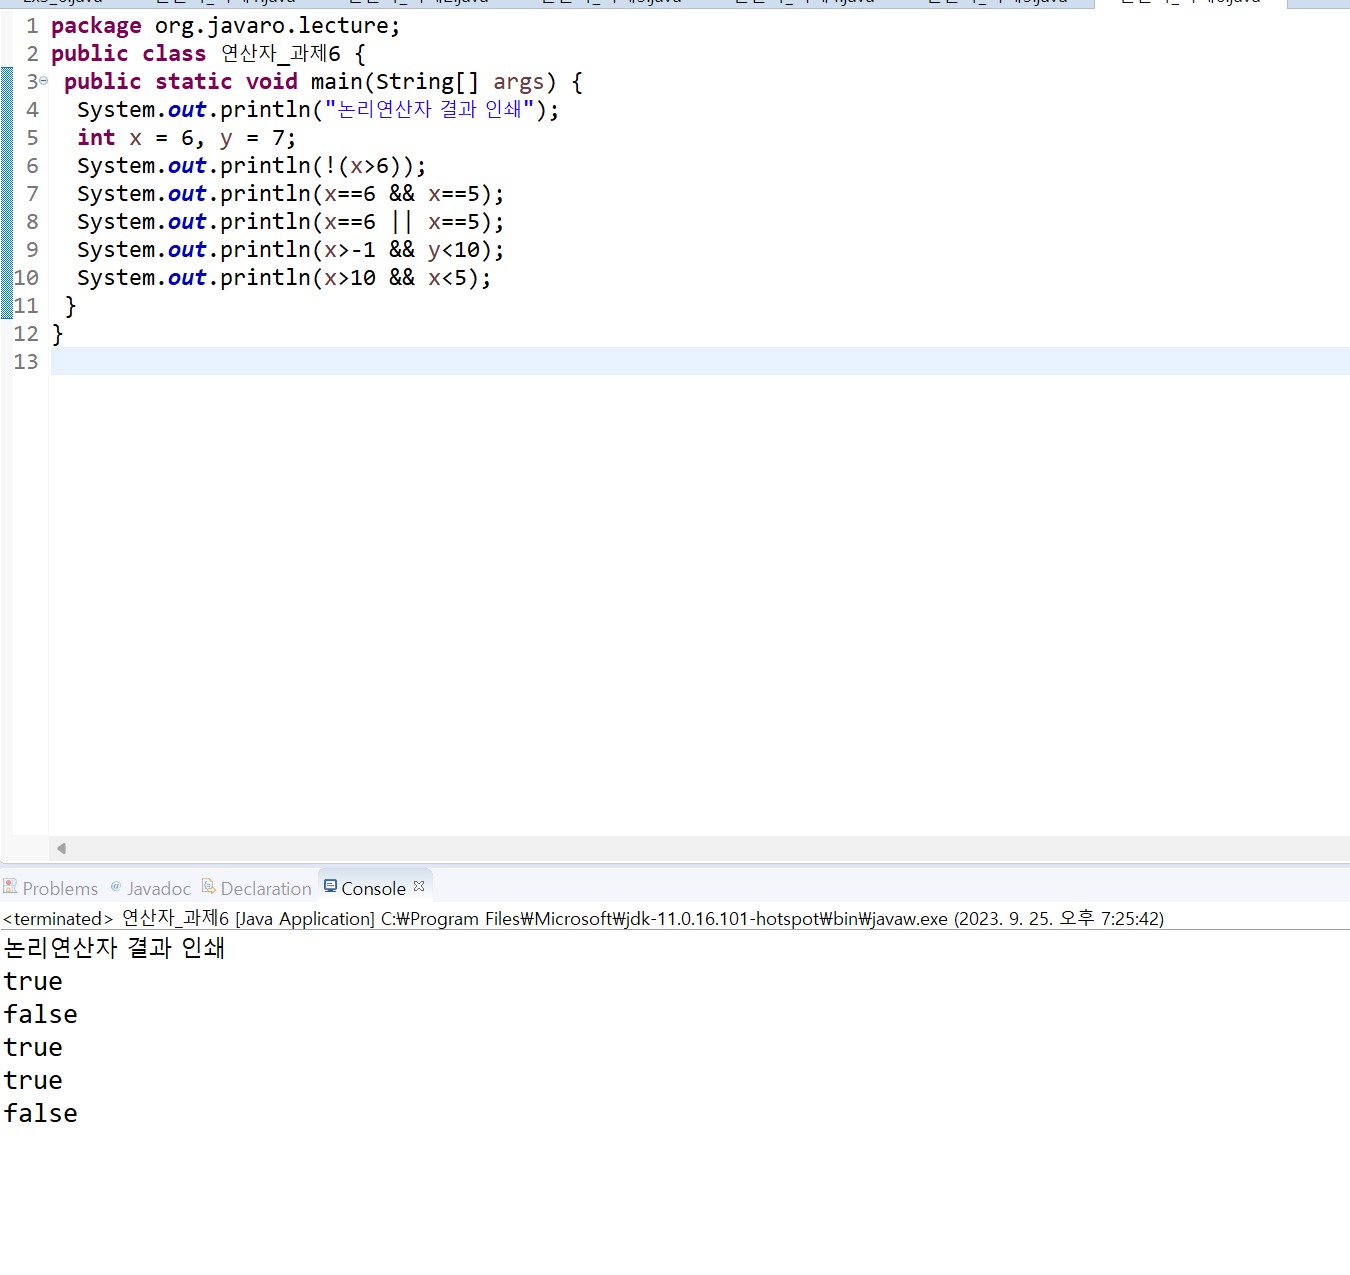 1 package org.javaro.lecture;
2 public class 연산자_과제6 {
3 public static void main(String[] args) {
4 System.out.println("논리연산자 결과 인쇄");
5 int x = 6, y = 7;
6 System.out.println(!(x>6));
7 System.out.println(x==6 && x==5);
8 System.out.println(x==6 || x==5);
9 System.out.println(x>-1 && y<10);
10 System.out.println(x>10 && x<5);
11 }
12 }
13
Problems @ Javadoc Declaration Console
<terminated> 연산자_과제6 [Java Application] C:₩Program Files₩Microsoft₩jdk-11.0.16.101-hotspot₩bin₩javaw.exe (2023. 9. 25. 오후 7:25:42)
논리연산자 결과 인쇄
true
false
true
true
false